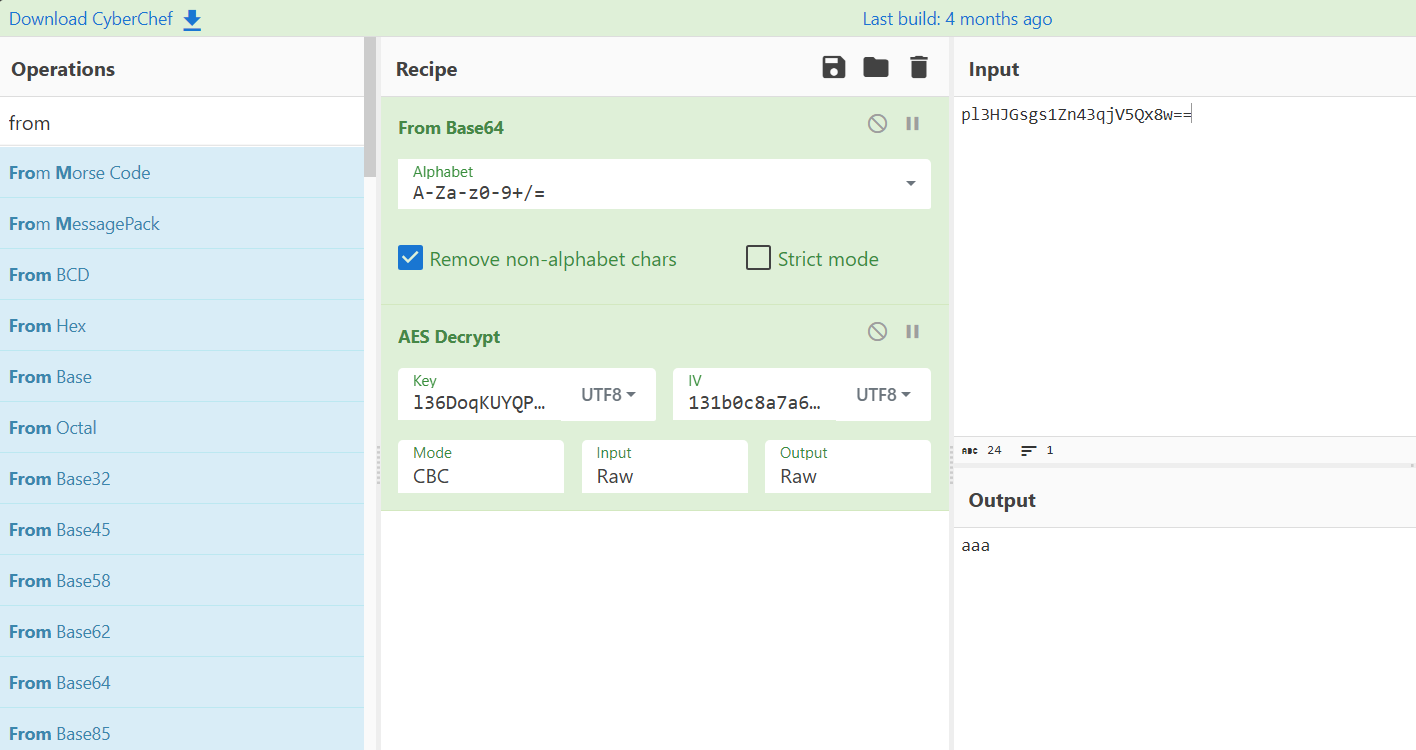 Download CyberChef
Last build: 4 months ago
Operations
from
From Morse Code
From MessagePack
From BCD
From Hex
From Base
From Octal
From Base32
From Base45
From Base58
From Base62
From Base64
From Base85
Recipe
From Base64
Alphabet
A-Za-z0-9+/=
Remove non-alphabet chars
Strict mode
AES Decrypt
Key
l36DoqKUYQP…
UTF8
IV
131b0c8a7a6…
UTF8
Mode
CBC
Input
Raw
Output
Raw
Input
pl3HJGsgs1Zn43qjV5Qx8w==
ABC 24 1
Output
aaa